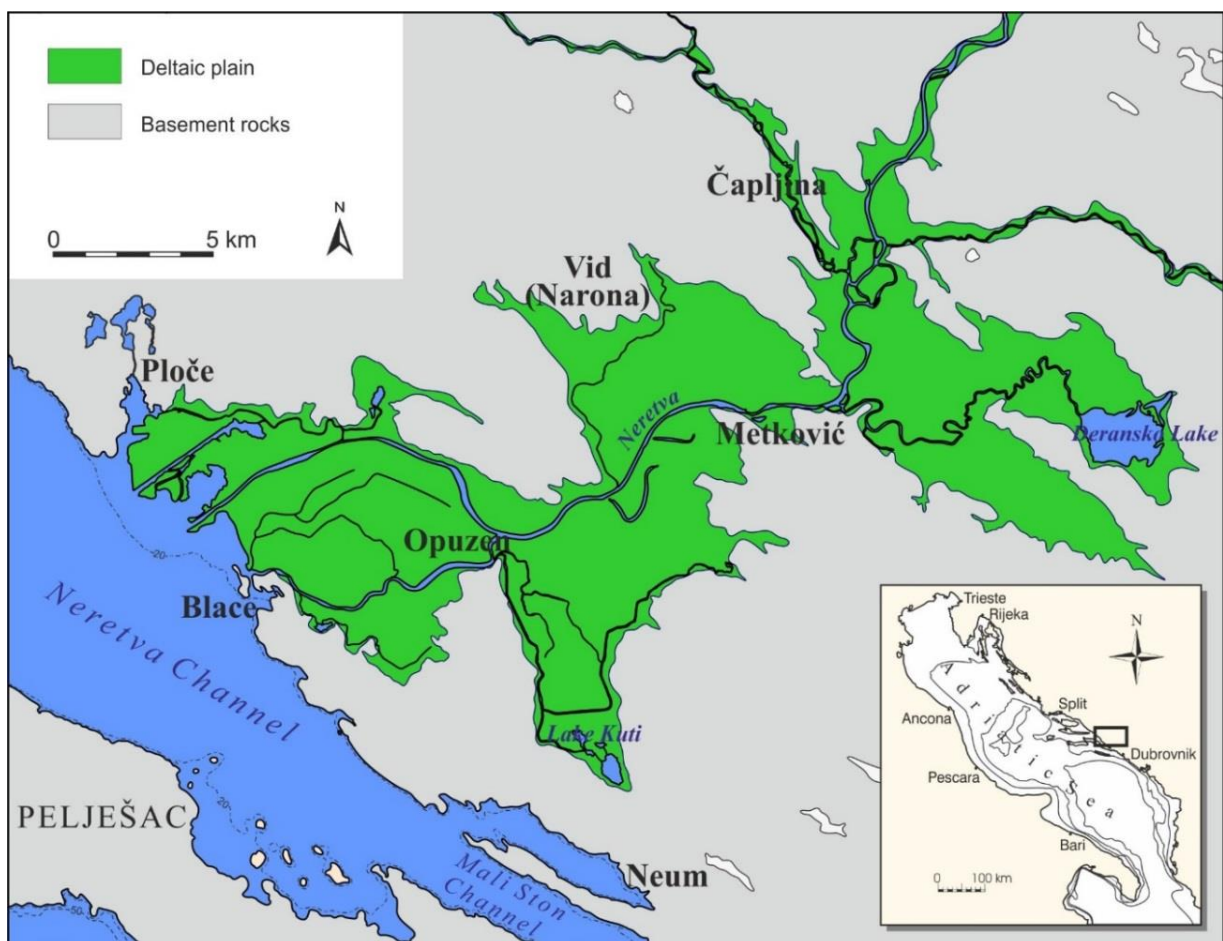 Deltaic plain
Basement rocks
N
0 5 km
Čapljina
Vid
(Narona)
Ploče
Neretva
Metković
Deransko Lake
Opuzen
-20
Blace
Neretva Channel
Lake Kuti
PELJEŠAC
-20
Neum
Mali Ston
Channel
-50
Trieste
Rijeka
N
Adriatic Sea
Split
Ancona
Dubrovnik
Pescara
Bari
0 100 km